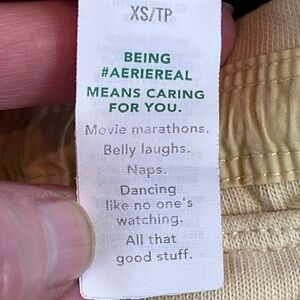 XS/TP
BEING
#AERIEREAL
MEANS CARING
FOR YOU.
Movie marathons.
Belly laughs.
Naps.
Dancing
like no one's
watching.
All that
good stuff.